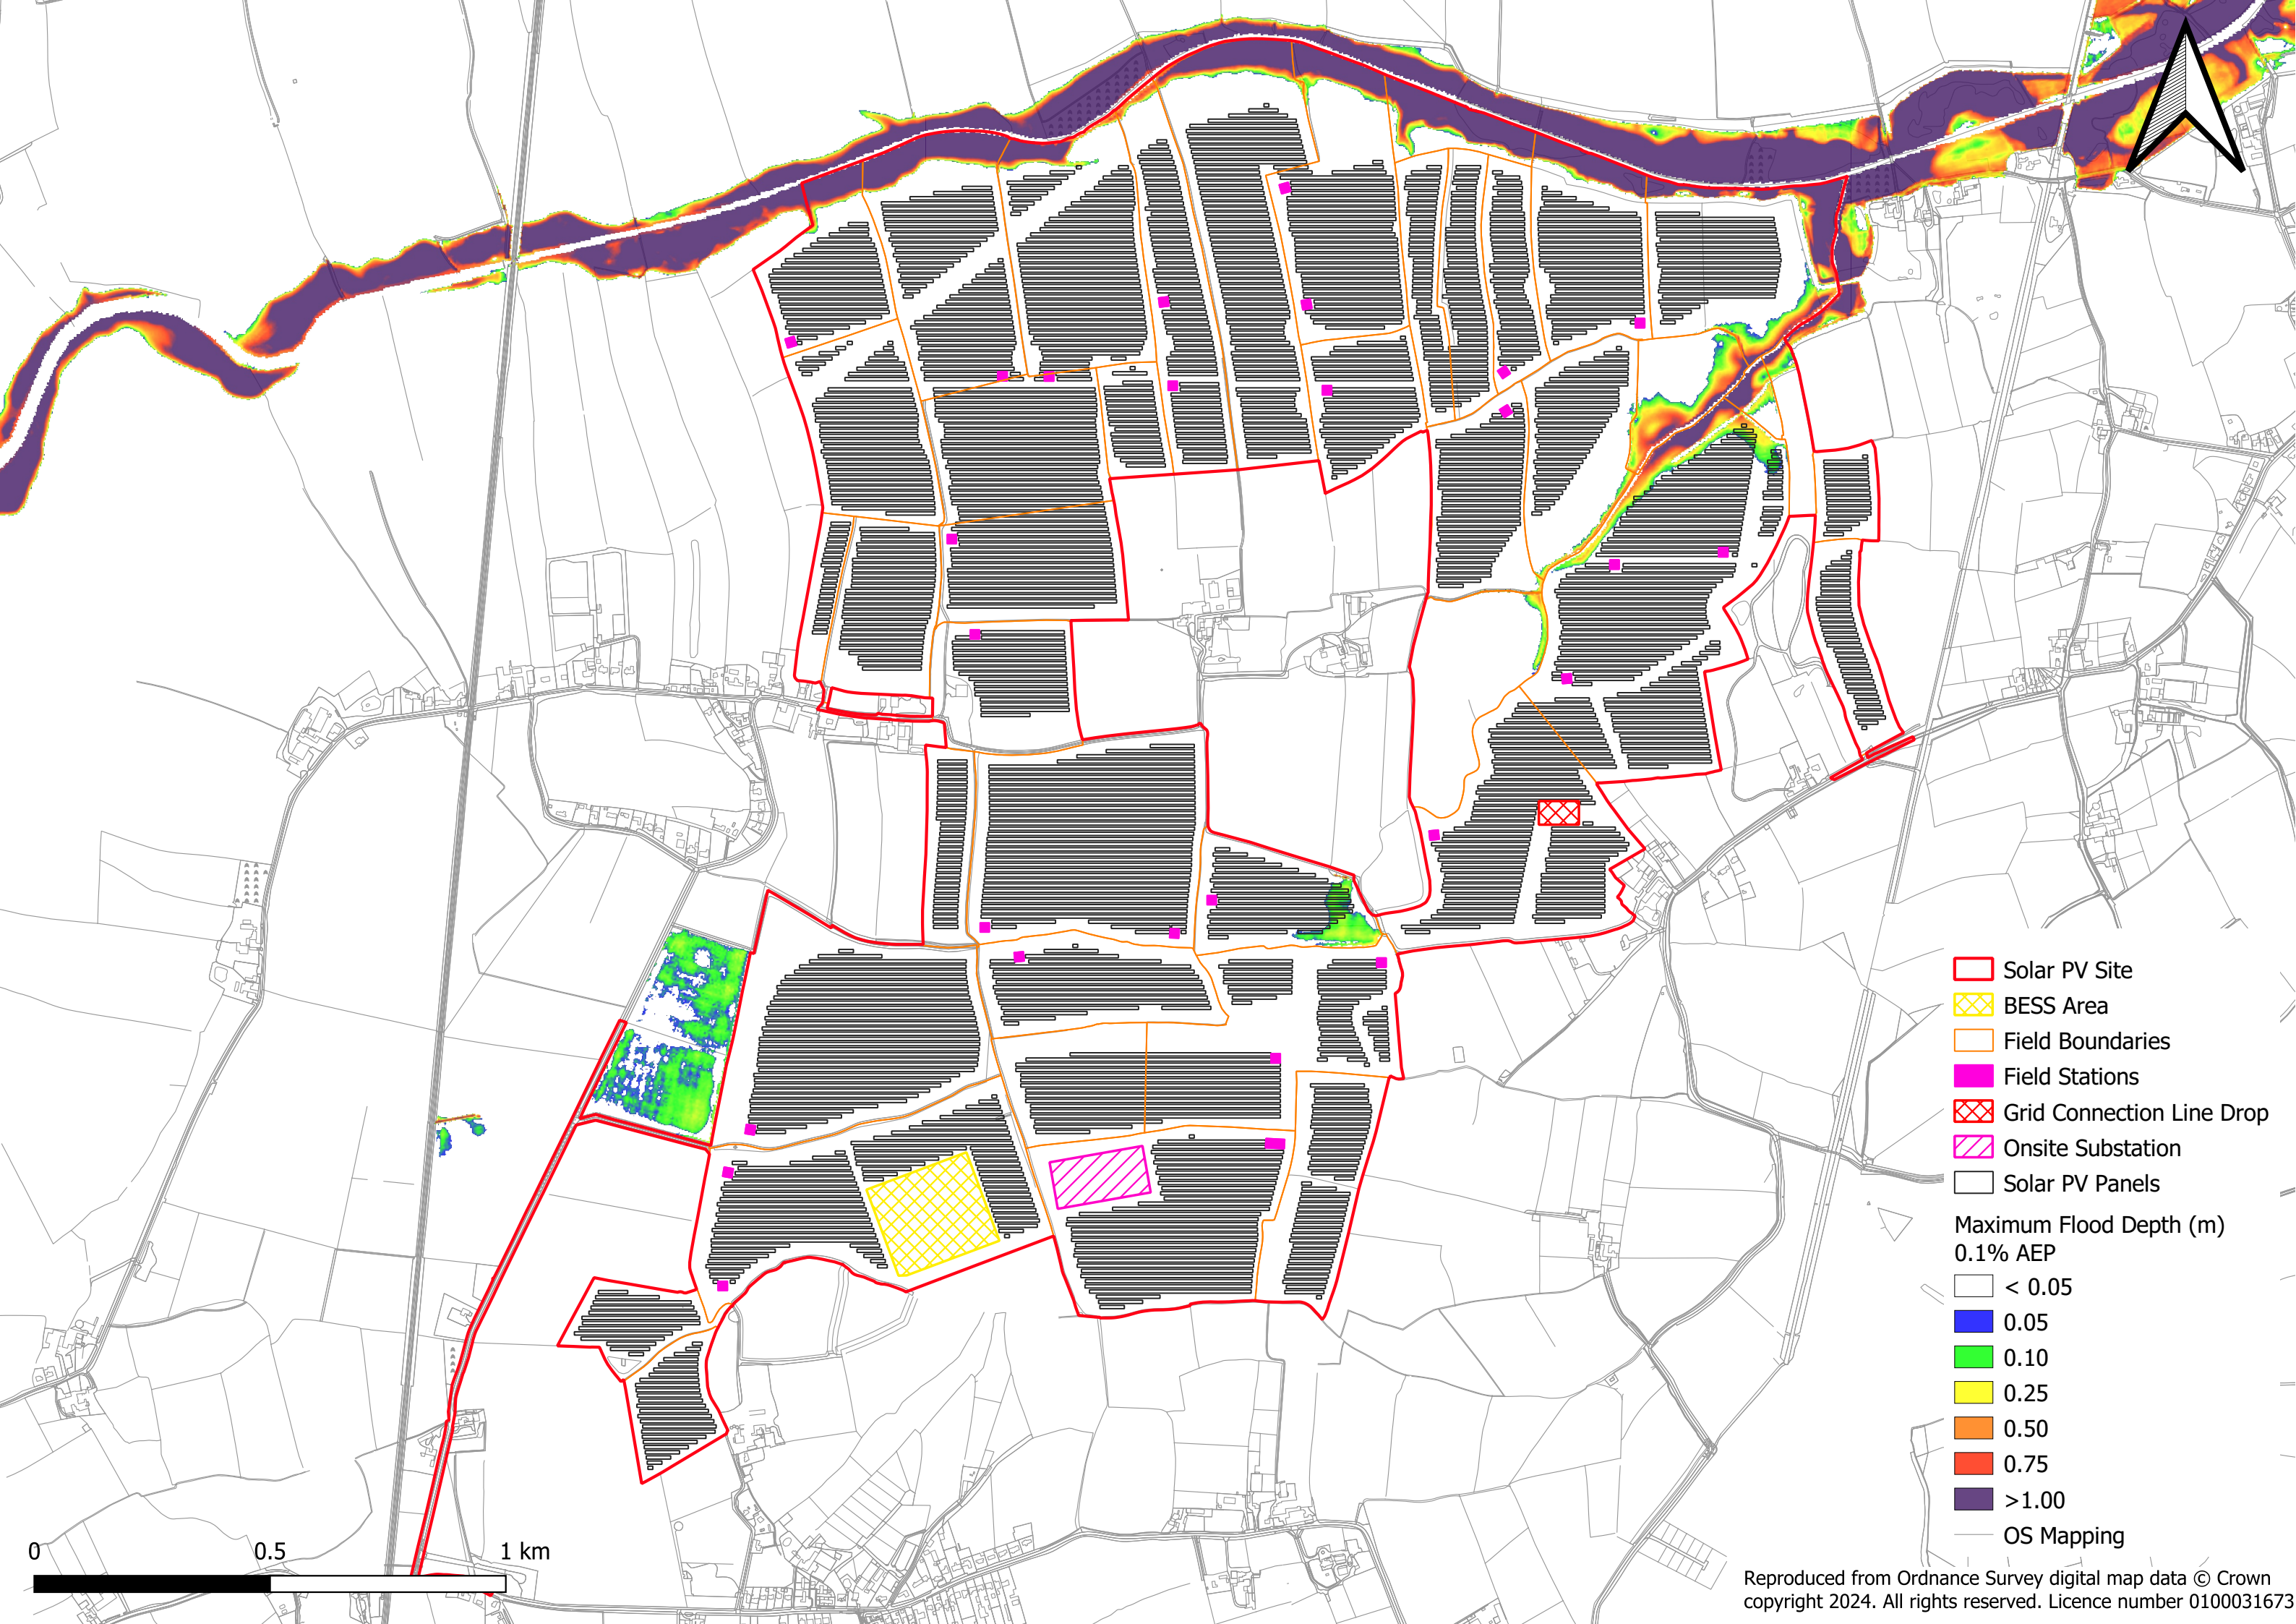 Solar PV Site
BESS Area
Field Boundaries
Field Stations
Grid Connection Line Drop
Onsite Substation
Solar PV Panels
Maximum Flood Depth (m)
0.1% AEP
< 0.05
0.05
0.10
0.25
0.50
0.75
>1.00
OS Mapping
0 0.5 1 km
Reproduced from Ordnance Survey digital map data © Crown
copyright 2024. All rights reserved. Licence number 0100031673